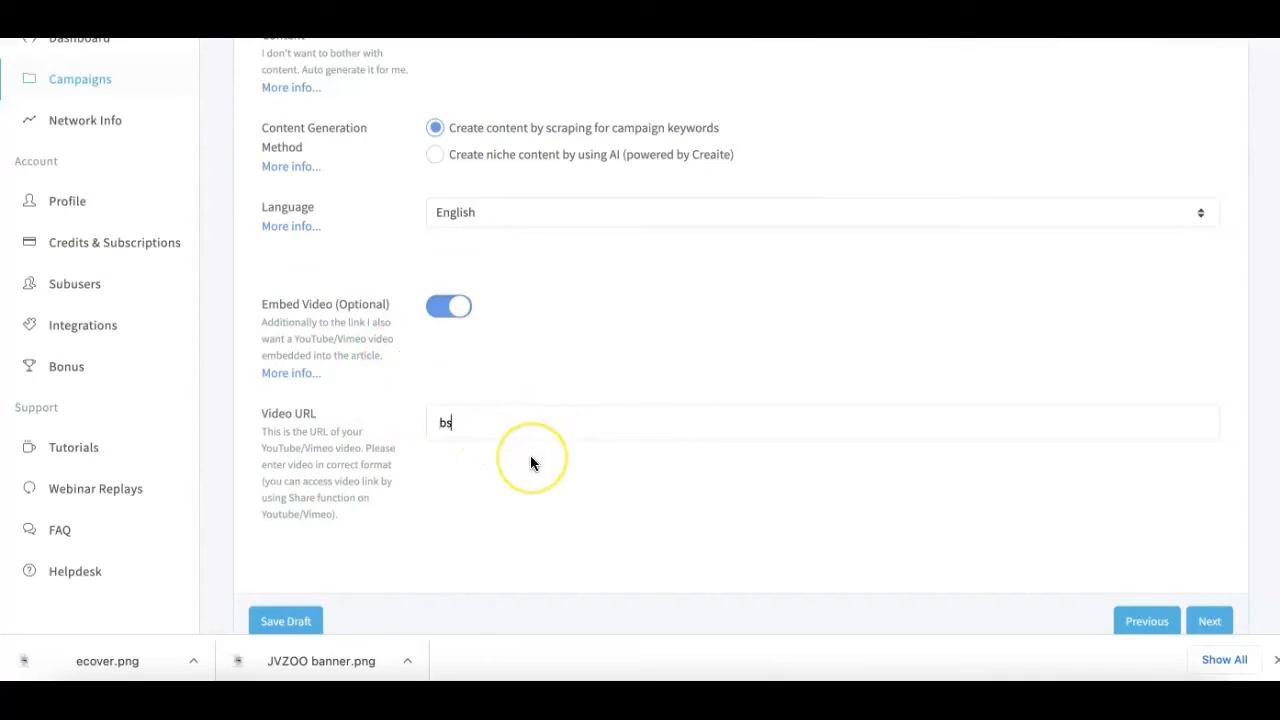 Dashboard
Campaigns
Network Info
Account
Profile
Credits & Subscriptions
Subusers
Integrations
Bonus
Support
Tutorials
Webinar Replays
FAQ
Helpdesk
Content
I don't want to bother with
content. Auto generate it for me.
More info...
Content Generation
Method
More info...
Create content by scraping for campaign keywords
Create niche content by using AI (powered by Creaite)
Language
More info...
English
Embed Video (Optional)
Additionally to the link I also
want a YouTube/Vimeo video
embedded into the article.
More info...
Video URL
This is the URL of your
YouTube/Vimeo video. Please
enter video in correct format
(you can access video link by
using Share function on
Youtube/Vimeo).
bs
Save Draft
Previous
Next
ecover.png
JVZOO banner.png
Show All